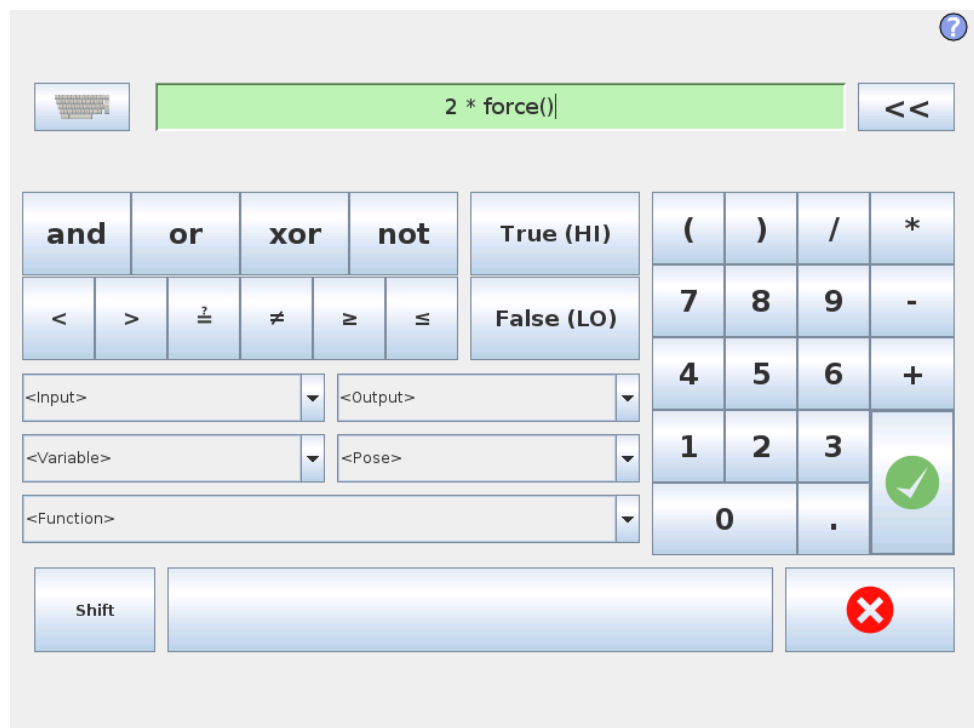 ?
2 * force()
<<
and or xor not True (HI) ( ) / *
7 8 9 -
< > ≟ ≠ ≥ ≤ False (LO)
4 5 6 +
<Input> <Output>
1 2 3
<Variable> <Pose>
<Function>
0 .
Shift